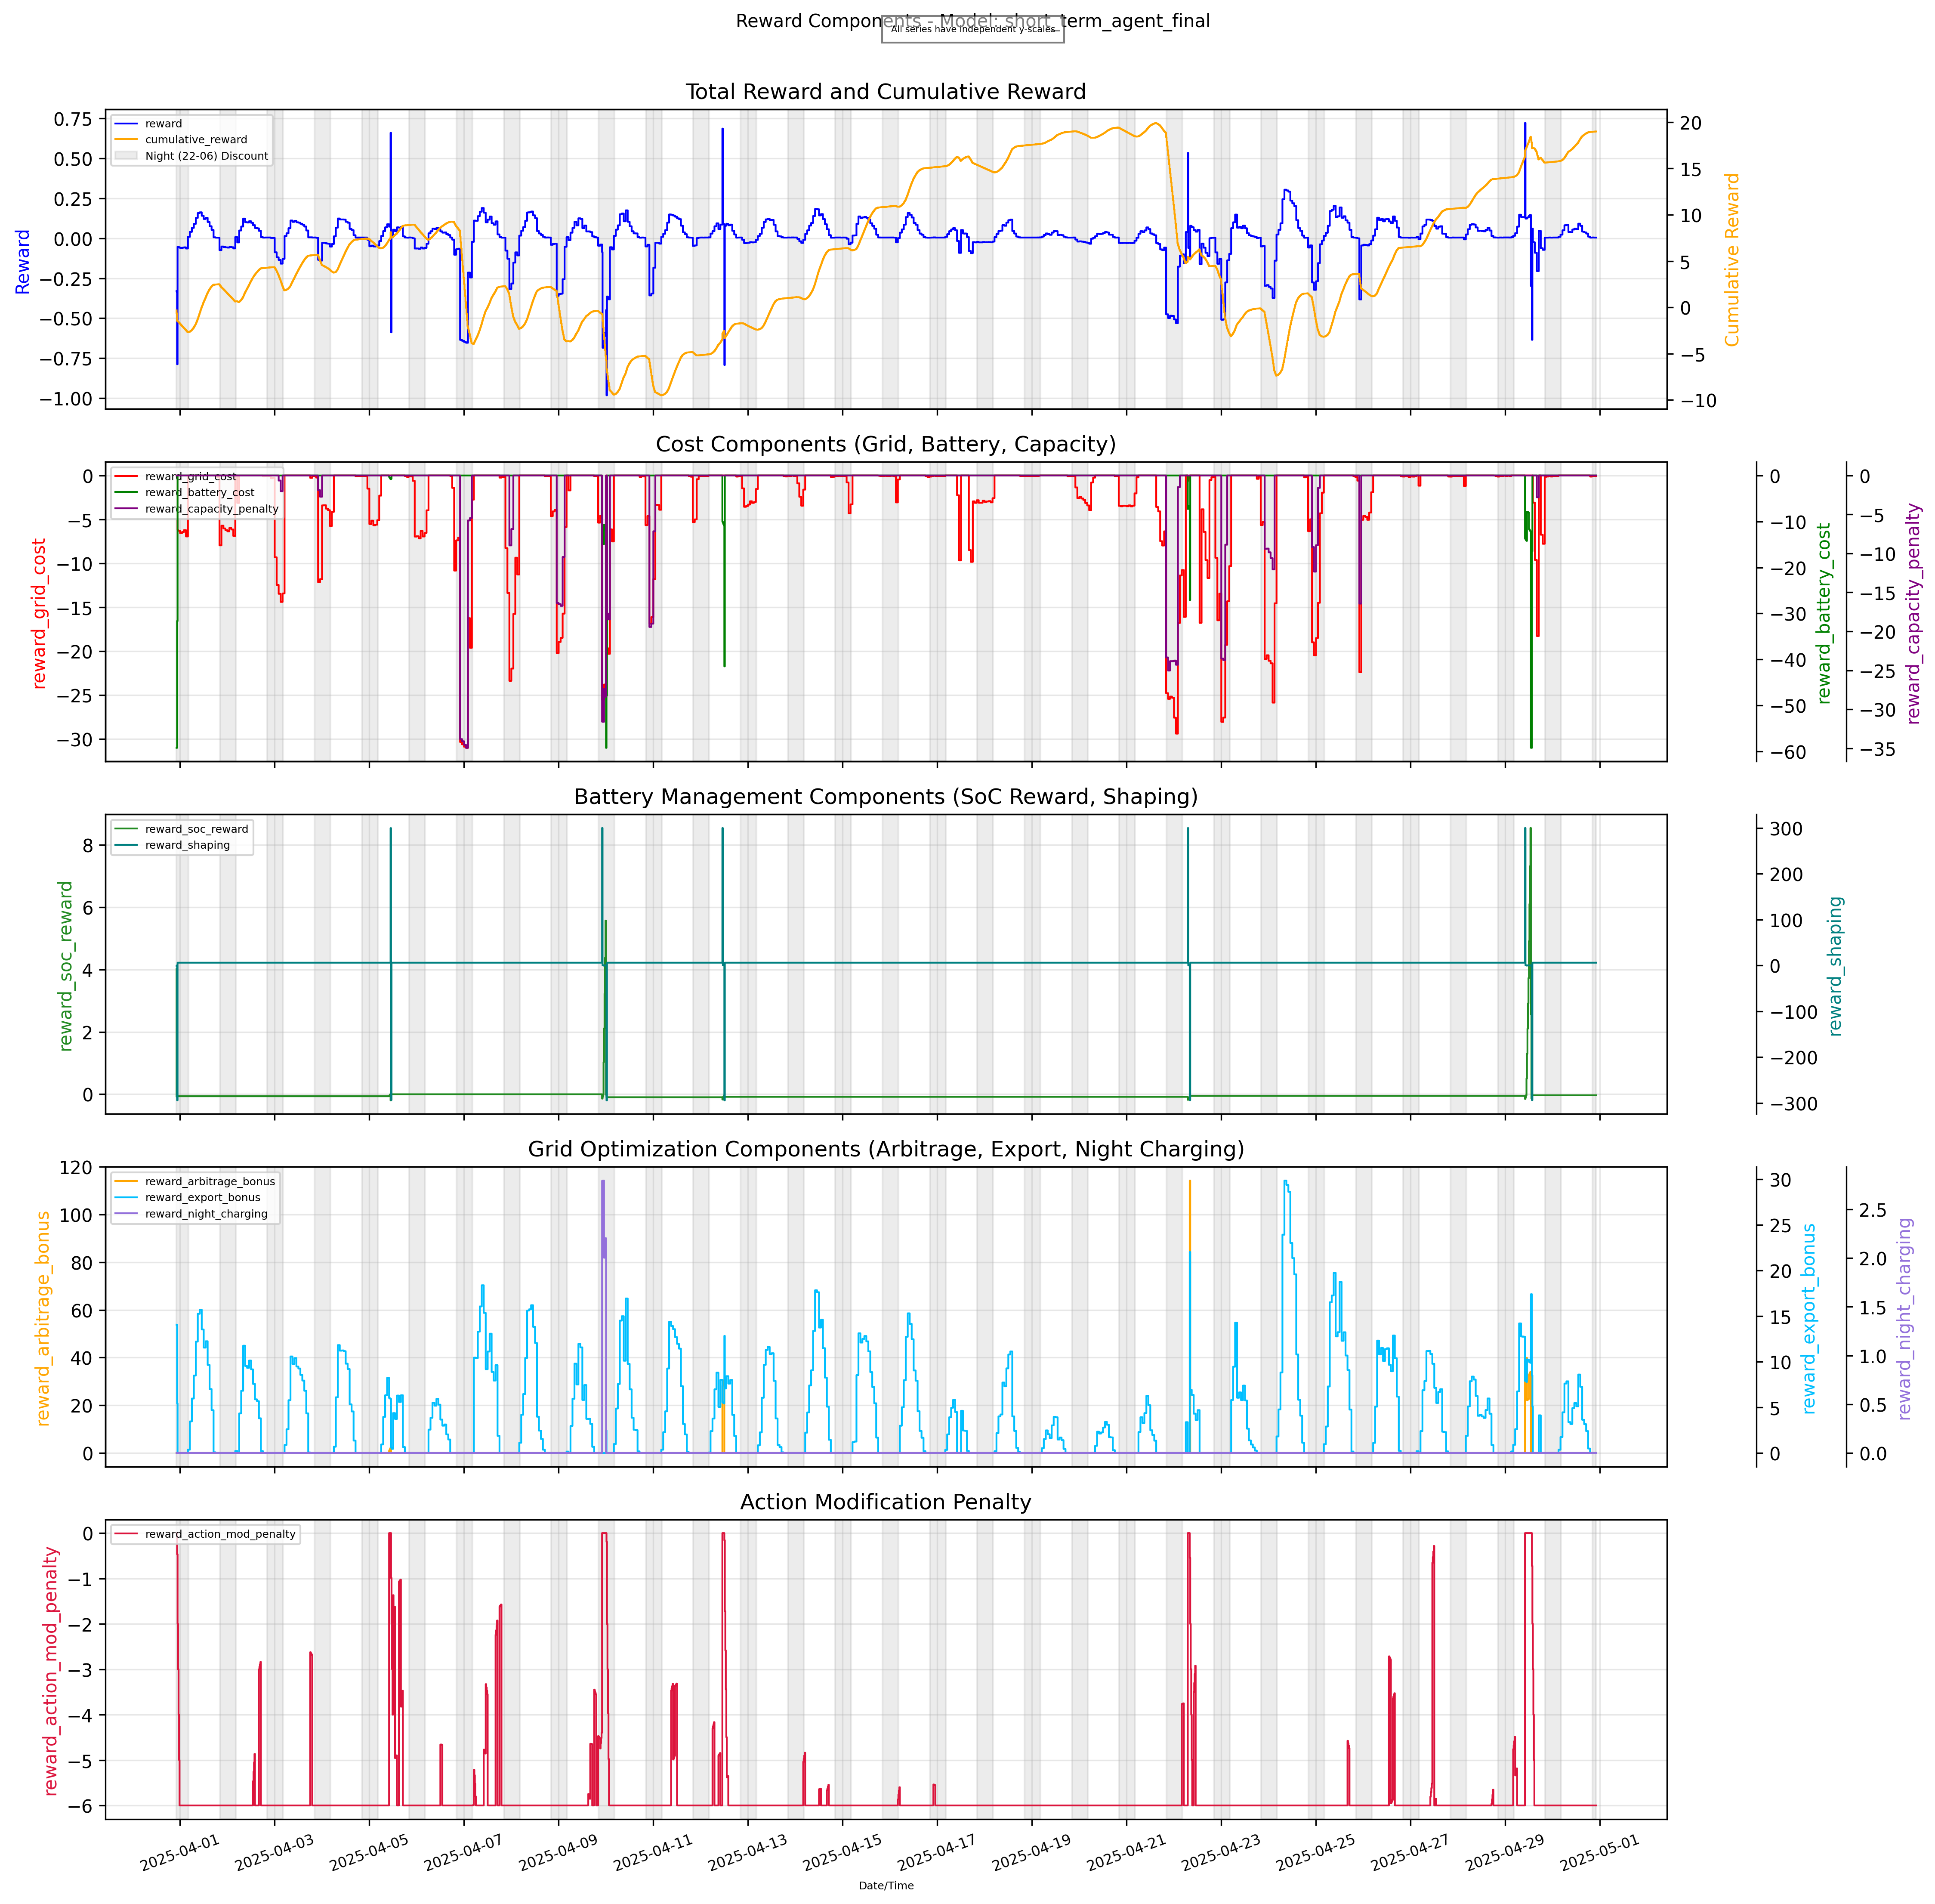 Reward Components - Model: short_term_agent_final
All series have independent y-scales
Total Reward and Cumulative Reward
reward
cumulative_reward
Night (22-06) Discount
Reward
0.75
0.50
0.25
0.00
−0.25
−0.50
−0.75
−1.00
20
15
10
5
0
−5
−10
Cumulative Reward
Cost Components (Grid, Battery, Capacity)
reward_grid_cost
reward_battery_cost
reward_capacity_penalty
reward_grid_cost
0
−5
−10
−15
−20
−25
−30
0
−10
−20
−30
−40
−50
−60
reward_battery_cost
0
−5
−10
−15
−20
−25
−30
−35
reward_capacity_penalty
Battery Management Components (SoC Reward, Shaping)
reward_soc_reward
reward_shaping
reward_soc_reward
8
6
4
2
0
300
200
100
0
−100
−200
−300
reward_shaping
Grid Optimization Components (Arbitrage, Export, Night Charging)
reward_arbitrage_bonus
reward_export_bonus
reward_night_charging
reward_arbitrage_bonus
120
100
80
60
40
20
0
30
25
20
15
10
5
0
reward_export_bonus
2.5
2.0
1.5
1.0
0.5
0.0
reward_night_charging
Action Modification Penalty
reward_action_mod_penalty
reward_action_mod_penalty
0
−1
−2
−3
−4
−5
−6
2025-04-01
2025-04-03
2025-04-05
2025-04-07
2025-04-09
2025-04-11
2025-04-13
2025-04-15
2025-04-17
2025-04-19
2025-04-21
2025-04-23
2025-04-25
2025-04-27
2025-04-29
2025-05-01
Date/Time